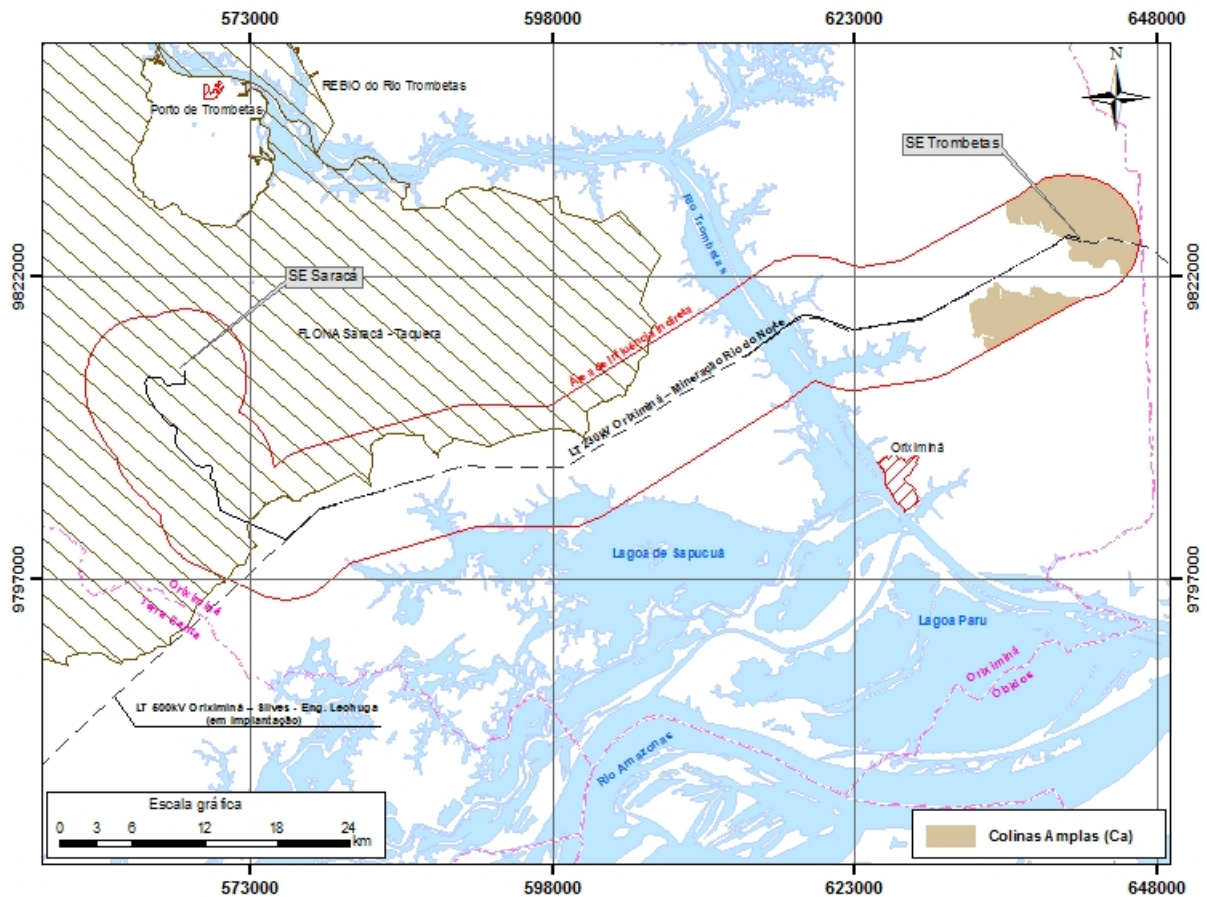 573000
598000
623000
648000
N
REBIO do Rio Trombetas
Porto de Trombetas
SE Trombetas
Rio Trombetas
9822000
9822000
SE Saracá
FLONA Saracá -Taquera
Área de Influência Indireta
LT 230kV Oriximiná – Mineração Rio do Norte
Oriximiná
Lagoa de Sapucuá
9797000
9797000
Oriximiná
Terra Santa
Lagoa Paru
Oriximiná
Óbidos
LT 500kV Oriximiná – Silves - Eng. Lechuga
(em implantação)
Rio Amazonas
Escala gráfica
0 3 6 12 18 24
km
Colinas Amplas (Ca)
573000
598000
623000
648000